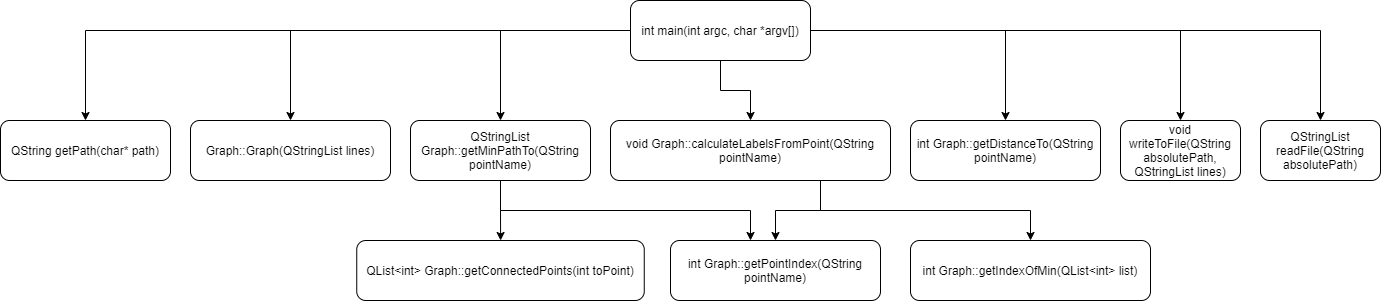 int main(int argc, char *argv[])
QString getPath(char* path)
Graph::Graph(QStringList lines)
QStringList
Graph::getMinPathTo(QString
pointName)
void Graph::calculateLabelsFromPoint(QString
pointName)
int Graph::getDistanceTo(QString
pointName)
void
writeToFile(QString
absolutePath,
QStringList lines)
QStringList
readFile(QString
absolutePath)
QList<int> Graph::getConnectedPoints(int toPoint)
int Graph::getPointIndex(QString
pointName)
int Graph::getIndexOfMin(QList<int> list)